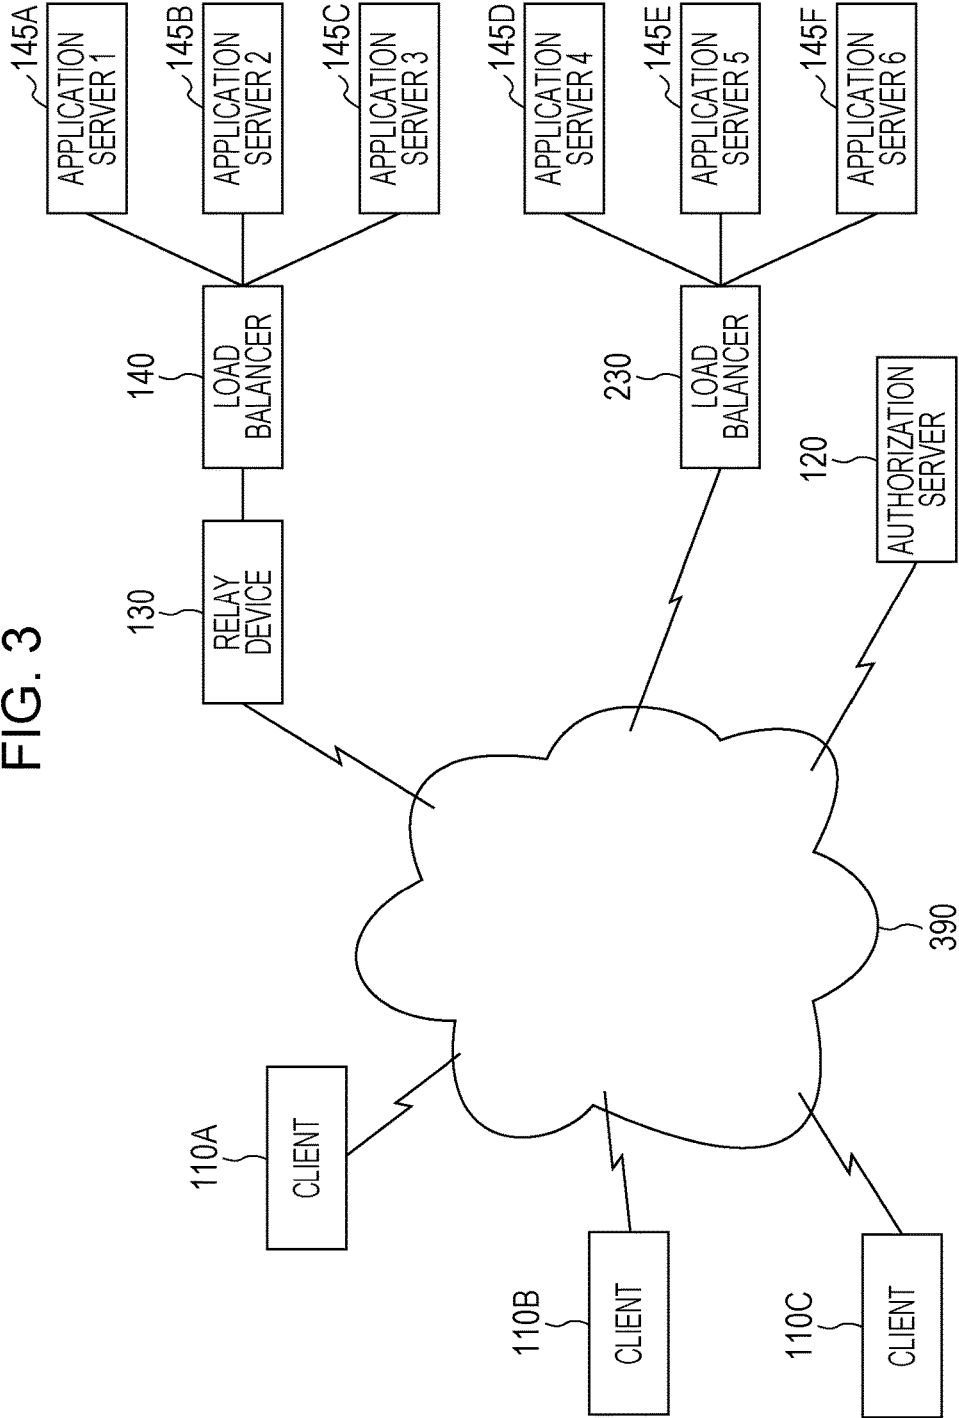 FIG. 3
110A
CLIENT
110B
CLIENT
110C
CLIENT
390
130
RELAY
DEVICE
140
LOAD
BALANCER
145A
APPLICATION
SERVER 1
145B
APPLICATION
SERVER 2
145C
APPLICATION
SERVER 3
230
LOAD
BALANCER
145D
APPLICATION
SERVER 4
145E
APPLICATION
SERVER 5
145F
APPLICATION
SERVER 6
120
AUTHORIZATION
SERVER